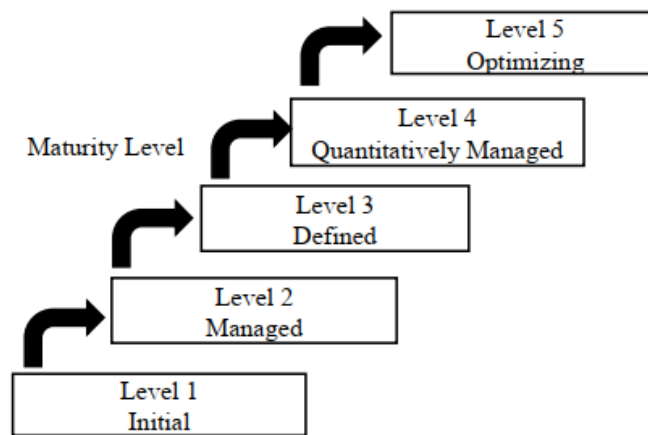 Level 5
Optimizing
Level 4
Quantitatively Managed
Maturity Level
Level 3
Defined
Level 2
Managed
Level 1
Initial